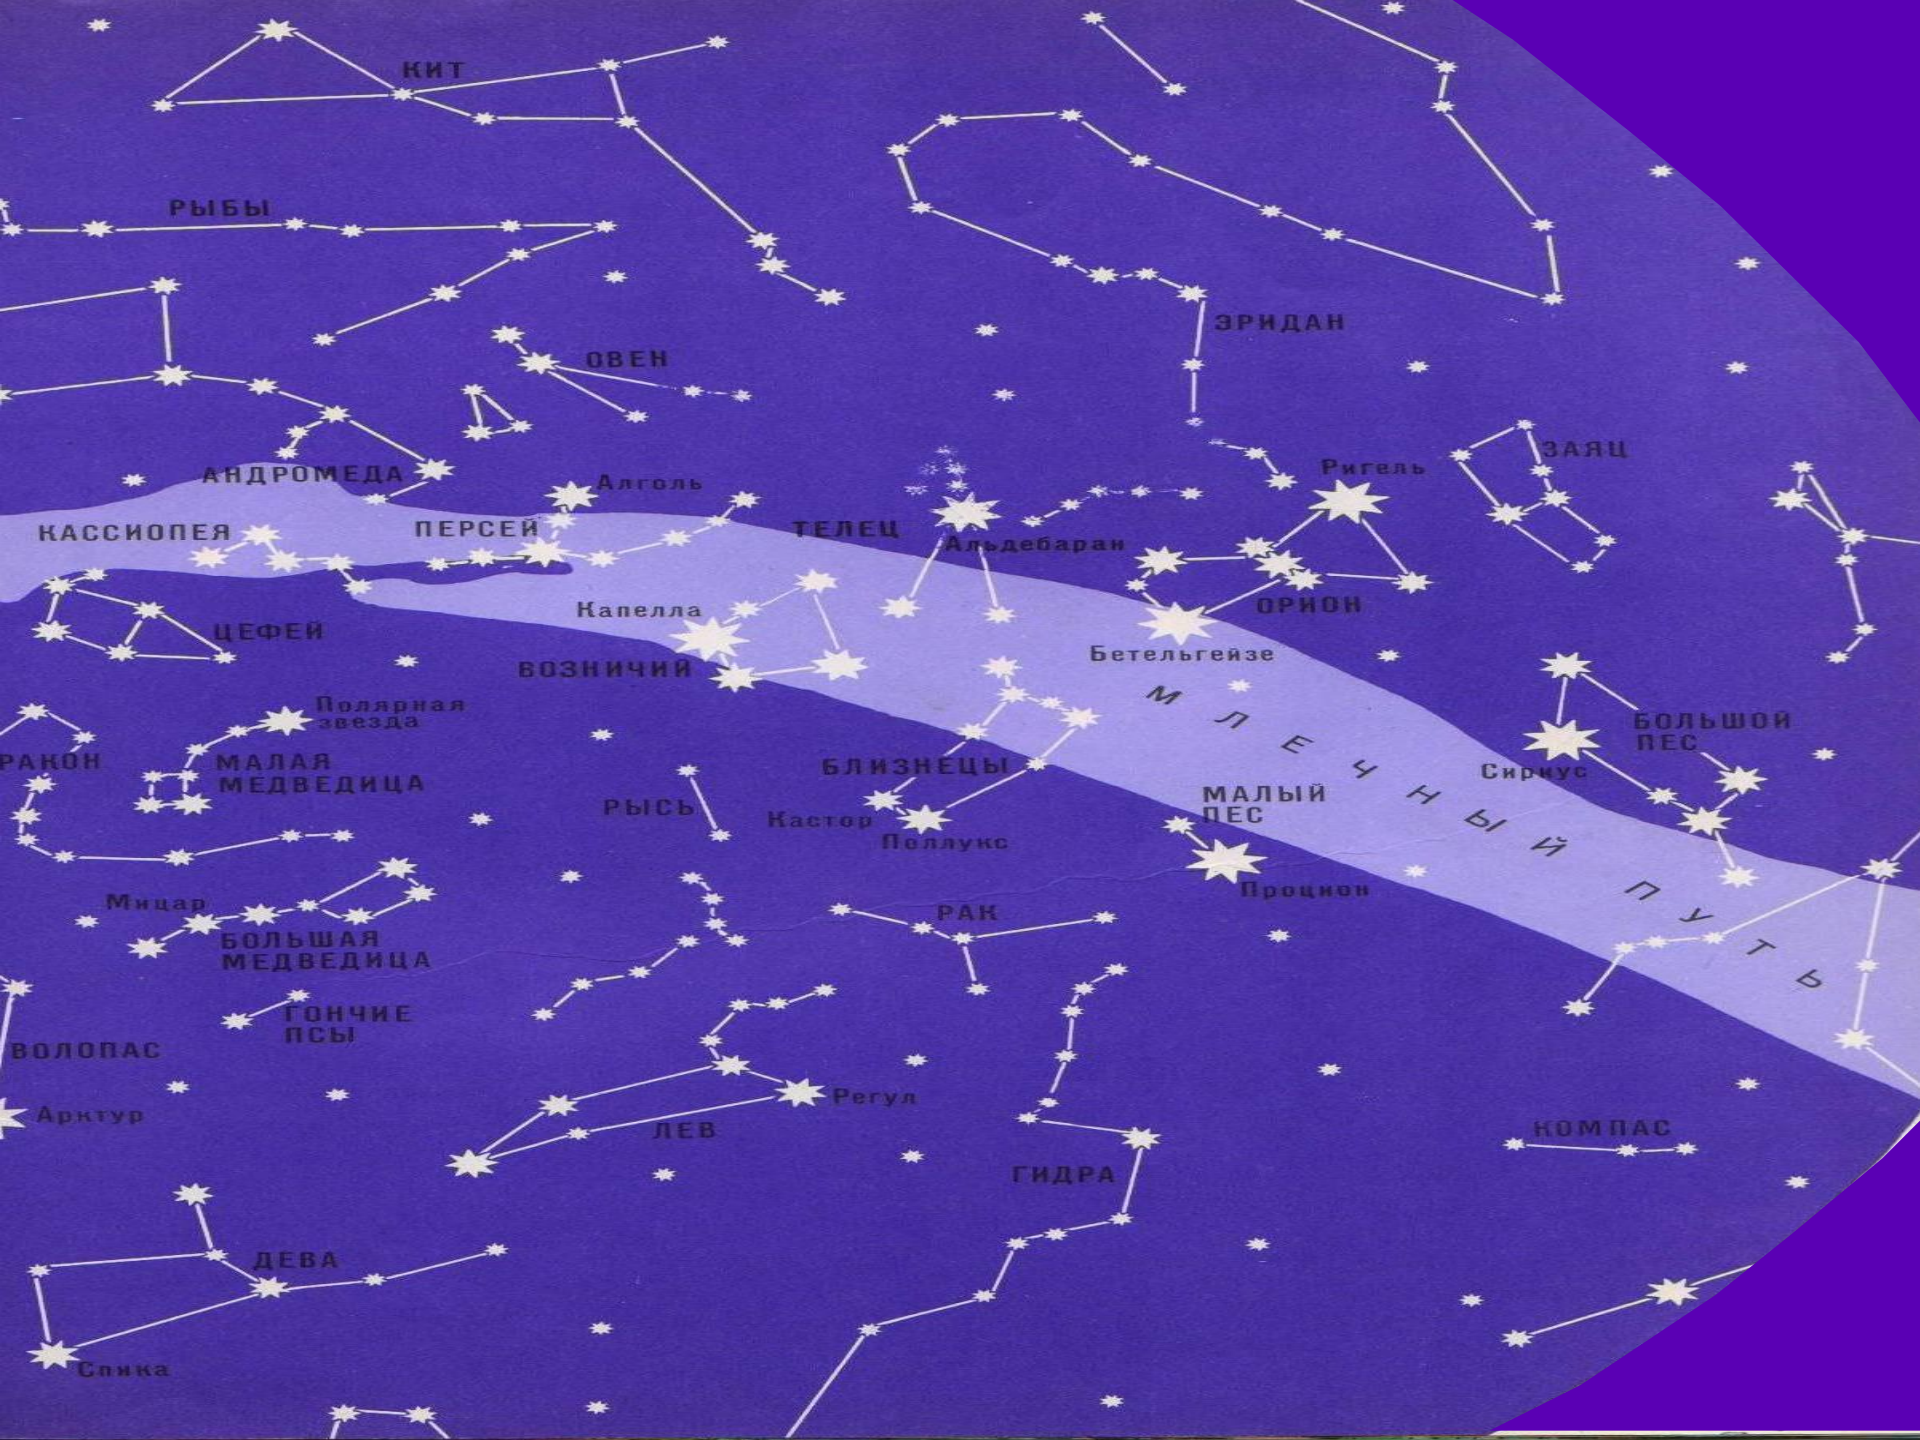 КИТ
РЫБЫ
ЭРИДАН
ОВЕН
ЗАЯЦ
Ригель
АНДРОМЕДА
Алголь
КАССИОПЕЯ
ПЕРСЕЙ
ТЕЛЕЦ
Альдебаран
ОРИОН
Капелла
ЦЕФЕЙ
Бетельгейзе
ВОЗНИЧИЙ
Полярная
звезда
МЛЕЧНЫЙ ПУТЬ
БОЛЬШОЙ
ПЕС
РАКОН
МАЛАЯ
МЕДВЕДИЦА
БЛИЗНЕЦЫ
Сириус
РЫСЬ
Кастор
Поллукс
МАЛЫЙ
ПЕС
Процион
Мицар
РАК
БОЛЬШАЯ
МЕДВЕДИЦА
ГОНЧИЕ
ПСЫ
ВОЛОПАС
Арктур
Регул
ЛЕВ
КОМПАС
ГИДРА
ДЕВА
Спика